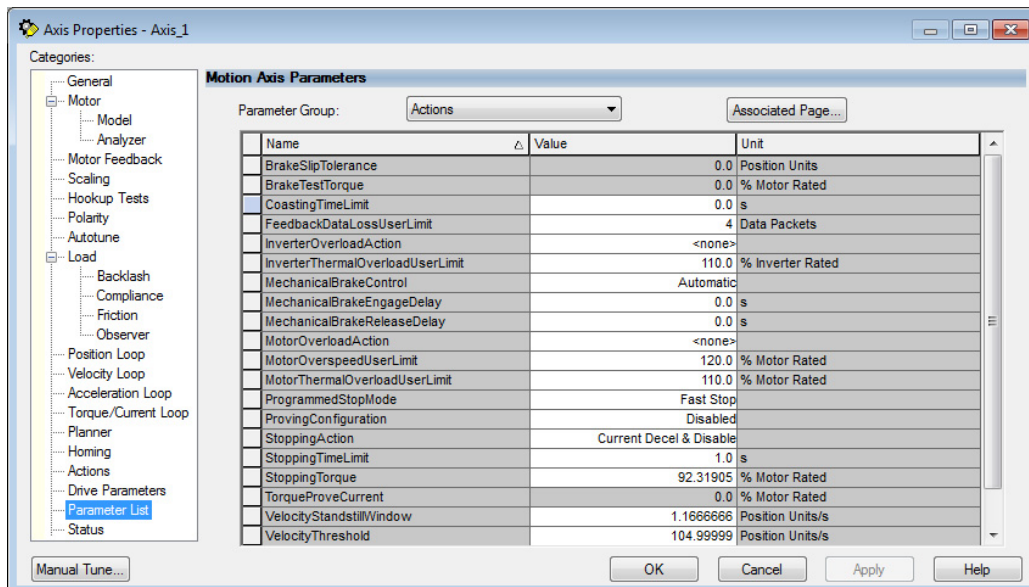 Axis Properties - Axis_1
Categories:
General
Motor
Model
Analyzer
Motor Feedback
Scaling
Hookup Tests
Polarity
Autotune
Load
Backlash
Compliance
Friction
Observer
Position Loop
Velocity Loop
Acceleration Loop
Torque/Current Loop
Planner
Homing
Actions
Drive Parameters
Parameter List
Status
Motion Axis Parameters
Parameter Group: Actions Associated Page...
Name Value Unit
BrakeSlipTolerance 0.0 Position Units
BrakeTestTorque 0.0 % Motor Rated
CoastingTimeLimit 0.0 s
FeedbackDataLossUserLimit 4 Data Packets
InverterOverloadAction <none>
InverterThermalOverloadUserLimit 110.0 % Inverter Rated
MechanicalBrakeControl Automatic
MechanicalBrakeEngageDelay 0.0 s
MechanicalBrakeReleaseDelay 0.0 s
MotorOverloadAction <none>
MotorOverspeedUserLimit 120.0 % Motor Rated
MotorThermalOverloadUserLimit 110.0 % Motor Rated
ProgrammedStopMode Fast Stop
ProvingConfiguration Disabled
StoppingAction Current Decel & Disable
StoppingTimeLimit 1.0 s
StoppingTorque 92.31905 % Motor Rated
TorqueProveCurrent 0.0 % Motor Rated
VelocityStandstillWindow 1.1666666 Position Units/s
VelocityThreshold 104.99999 Position Units/s
Manual Tune... OK Cancel Apply Help